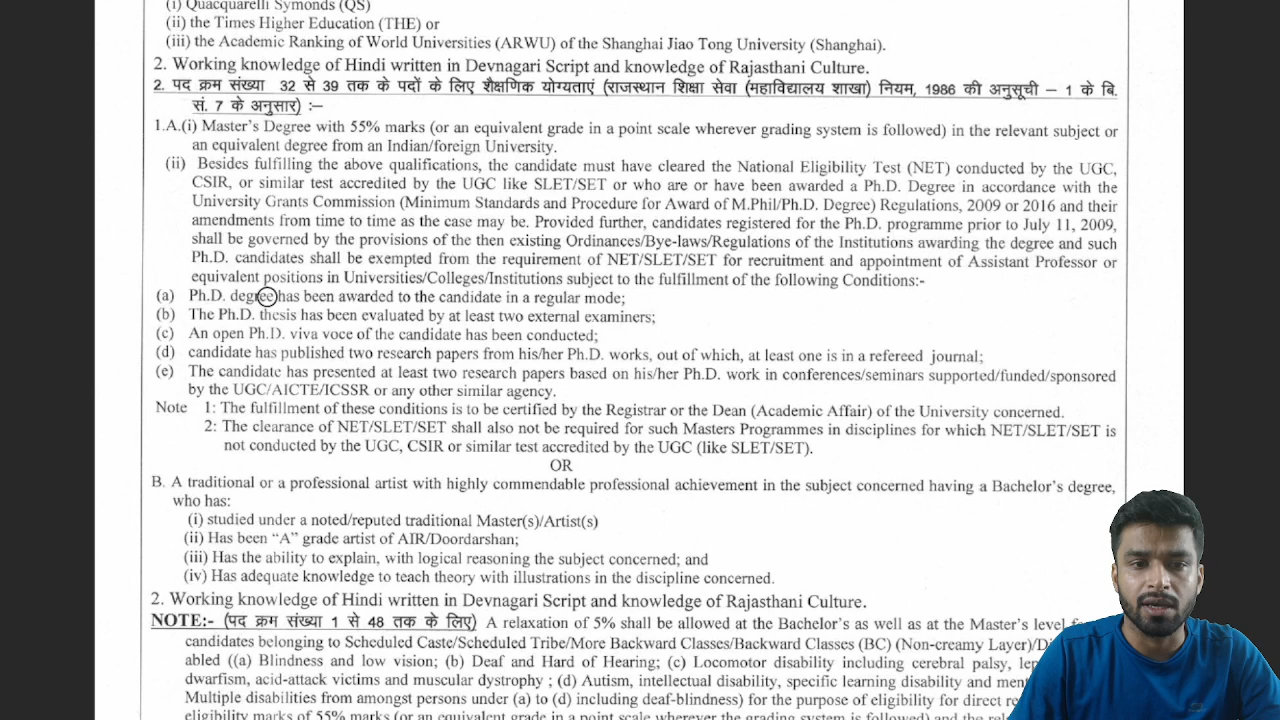 (i) Quacquarelli Symonds (QS)
(ii) the Times Higher Education (THE) or
(iii) the Academic Ranking of World Universities (ARWU) of the Shanghai Jiao Tong University (Shanghai).
2. Working knowledge of Hindi written in Devnagari Script and knowledge of Rajasthani Culture.
2. पद क्रम संख्या 32 से 39 तक के पदों के लिए शैक्षणिक योग्यताएं (राजस्थान शिक्षा सेवा (महाविद्यालय शाखा) नियम, 1986 की अनुसूची – 1 के बि.
सं. 7 के अनुसार) :–
1.A.(i) Master's Degree with 55% marks (or an equivalent grade in a point scale wherever grading system is followed) in the relevant subject or
an equivalent degree from an Indian/foreign University.
(ii) Besides fulfilling the above qualifications, the candidate must have cleared the National Eligibility Test (NET) conducted by the UGC,
CSIR, or similar test accredited by the UGC like SLET/SET or who are or have been awarded a Ph.D. Degree in accordance with the
University Grants Commission (Minimum Standards and Procedure for Award of M.Phil/Ph.D. Degree) Regulations, 2009 or 2016 and their
amendments from time to time as the case may be. Provided further, candidates registered for the Ph.D. programme prior to July 11, 2009,
shall be governed by the provisions of the then existing Ordinances/Bye-laws/Regulations of the Institutions awarding the degree and such
Ph.D. candidates shall be exempted from the requirement of NET/SLET/SET for recruitment and appointment of Assistant Professor or
equivalent positions in Universities/Colleges/Institutions subject to the fulfillment of the following Conditions:-
(a) Ph.D. degree has been awarded to the candidate in a regular mode;
(b) The Ph.D. thesis has been evaluated by at least two external examiners;
(c) An open Ph.D. viva voce of the candidate has been conducted;
(d) candidate has published two research papers from his/her Ph.D. works, out of which, at least one is in a refereed journal;
(e) The candidate has presented at least two research papers based on his/her Ph.D. work in conferences/seminars supported/funded/sponsored
by the UGC/AICTE/ICSSR or any other similar agency.
Note 1: The fulfillment of these conditions is to be certified by the Registrar or the Dean (Academic Affair) of the University concerned.
2: The clearance of NET/SLET/SET shall also not be required for such Masters Programmes in disciplines for which NET/SLET/SET is
not conducted by the UGC, CSIR or similar test accredited by the UGC (like SLET/SET).
OR
B. A traditional or a professional artist with highly commendable professional achievement in the subject concerned having a Bachelor's degree,
who has:
(i) studied under a noted/reputed traditional Master(s)/Artist(s)
(ii) Has been “A” grade artist of AIR/Doordarshan;
(iii) Has the ability to explain, with logical reasoning the subject concerned; and
(iv) Has adequate knowledge to teach theory with illustrations in the discipline concerned.
2. Working knowledge of Hindi written in Devnagari Script and knowledge of Rajasthani Culture.
NOTE:- (पद क्रम संख्या 1 से 48 तक के लिए) A relaxation of 5% shall be allowed at the Bachelor's as well as at the Master's level
candidates belonging to Scheduled Caste/Scheduled Tribe/More Backward Classes/Backward Classes (BC) (Non-creamy Layer)/
abled ((a) Blindness and low vision; (b) Deaf and Hard of Hearing; (c) Locomotor disability including cerebral palsy,
dwarfism, acid-attack victims and muscular dystrophy ; (d) Autism, intellectual disability, specific learning disability and
Multiple disabilities from amongst persons under (a) to (d) including deaf-blindness) for the purpose of eligibility for direct
eligibility marks of 55% marks (or an equivalent grade in a point scale wherever the grading system is followed) and the